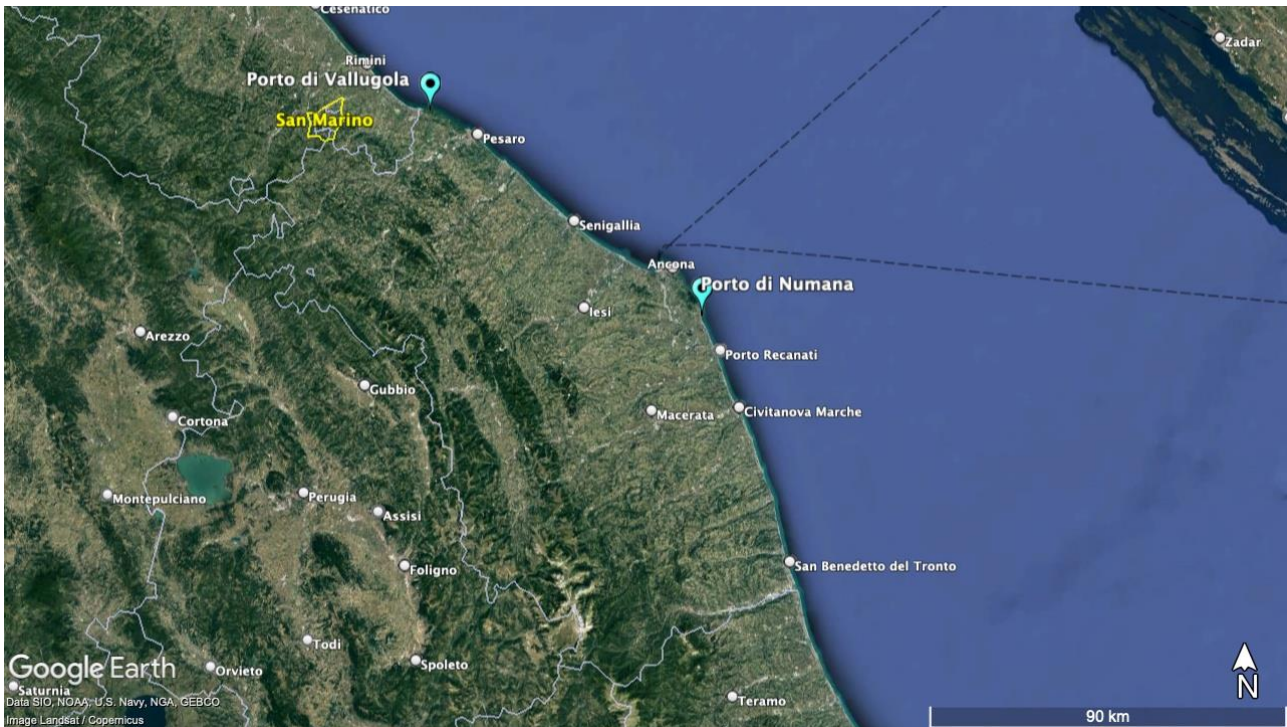 Cesenatico
Zadar
Rimini
Porto di Vallugola
San Marino
Pesaro
Senigallia
Ancona
Porto di Numana
Iesi
Arezzo
Porto Recanati
Gubbio
Macerata
Civitanova Marche
Cortona
Montepulciano
Perugia
Assisi
Foligno
San Benedetto del Tronto
Todi
Spoleto
Orvieto
Google Earth
Saturnia
Teramo
Data SIO, NOAA, U.S. Navy, NGA, GEBCO
Image Landsat / Copernicus
N
90 km